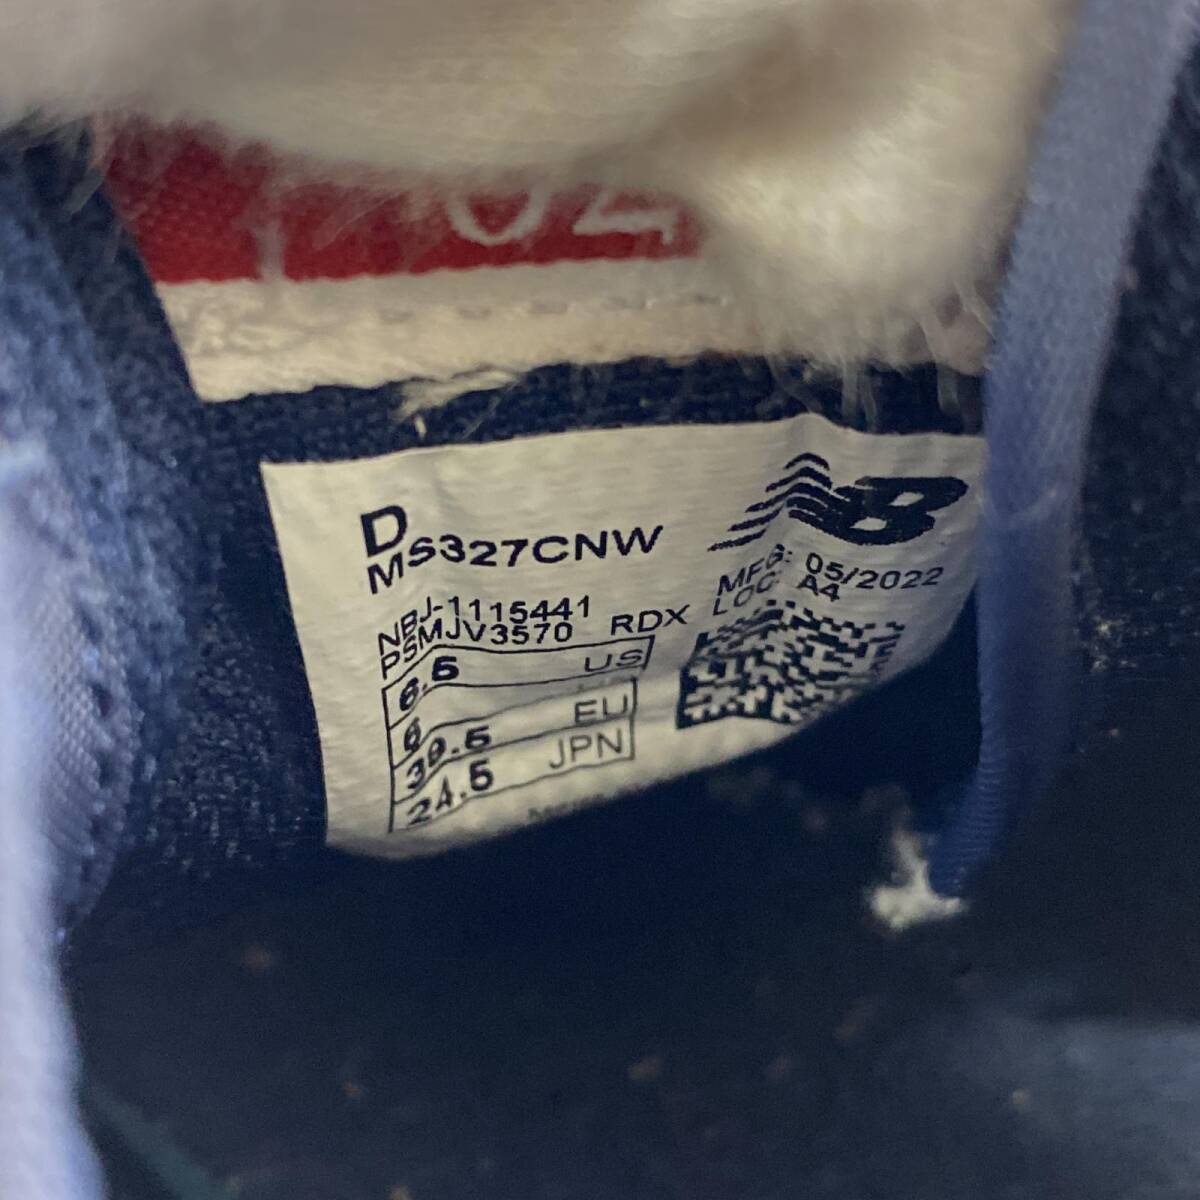 D
MS327CNW
NB
MFG: 05/2022
LOC: A4
NBJ-1115441
PSMJV3570 RDX
6.5 US
6
39.5 EU
24.5 JPN